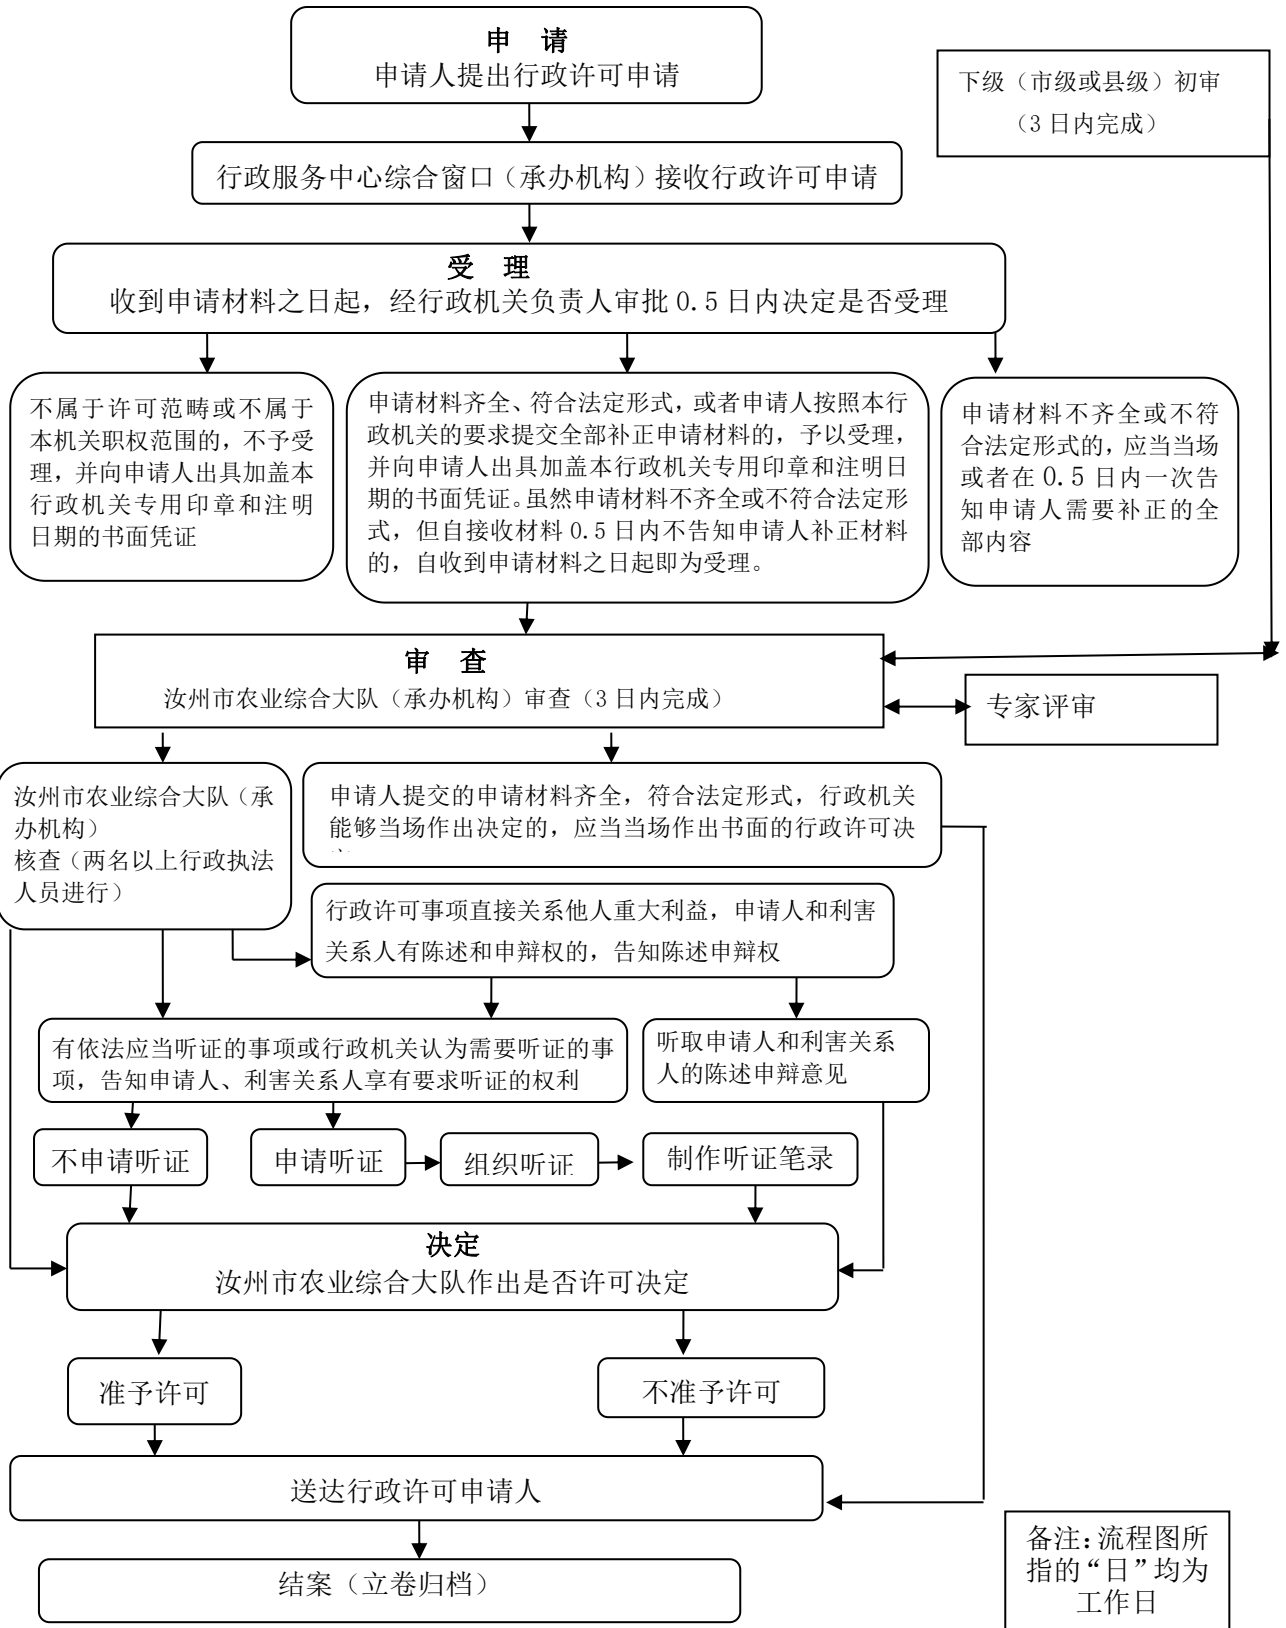 申 请
申请人提出行政许可申请
下级（市级或县级）初审
（3 日内完成）
行政服务中心综合窗口（承办机构）接收行政许可申请
受 理
收到申请材料之日起，经行政机关负责人审批 0.5 日内决定是否受理
不属于许可范畴或不属于
本机关职权范围的，不予受
理，并向申请人出具加盖本
行政机关专用印章和注明
日期的书面凭证
申请材料齐全、符合法定形式，或者申请人按照本行
政机关的要求提交全部补正申请材料的，予以受理，
并向申请人出具加盖本行政机关专用印章和注明日
期的书面凭证。虽然申请材料不齐全或不符合法定形
式，但自接收材料 0.5 日内不告知申请人补正材料
的，自收到申请材料之日起即为受理。
申请材料不齐全或不符
合法定形式的，应当当场
或者在 0.5 日内一次告
知申请人需要补正的全
部内容
审 查
汝州市农业综合大队（承办机构）审查（3 日内完成）
专家评审
汝州市农业综合大队（承
办机构）
核查（两名以上行政执法
人员进行）
申请人提交的申请材料齐全，符合法定形式，行政机关
能够当场作出决定的，应当当场作出书面的行政许可决
行政许可事项直接关系他人重大利益，申请人和利害
关系人有陈述和申辩权的，告知陈述申辩权
有依法应当听证的事项或行政机关认为需要听证的事
项，告知申请人、利害关系人享有要求听证的权利
听取申请人和利害关系
人的陈述申辩意见
不申请听证
申请听证
组织听证
制作听证笔录
决定
汝州市农业综合大队作出是否许可决定
准予许可
不准予许可
送达行政许可申请人
结案（立卷归档）
备注：流程图所
指的“日”均为
工作日